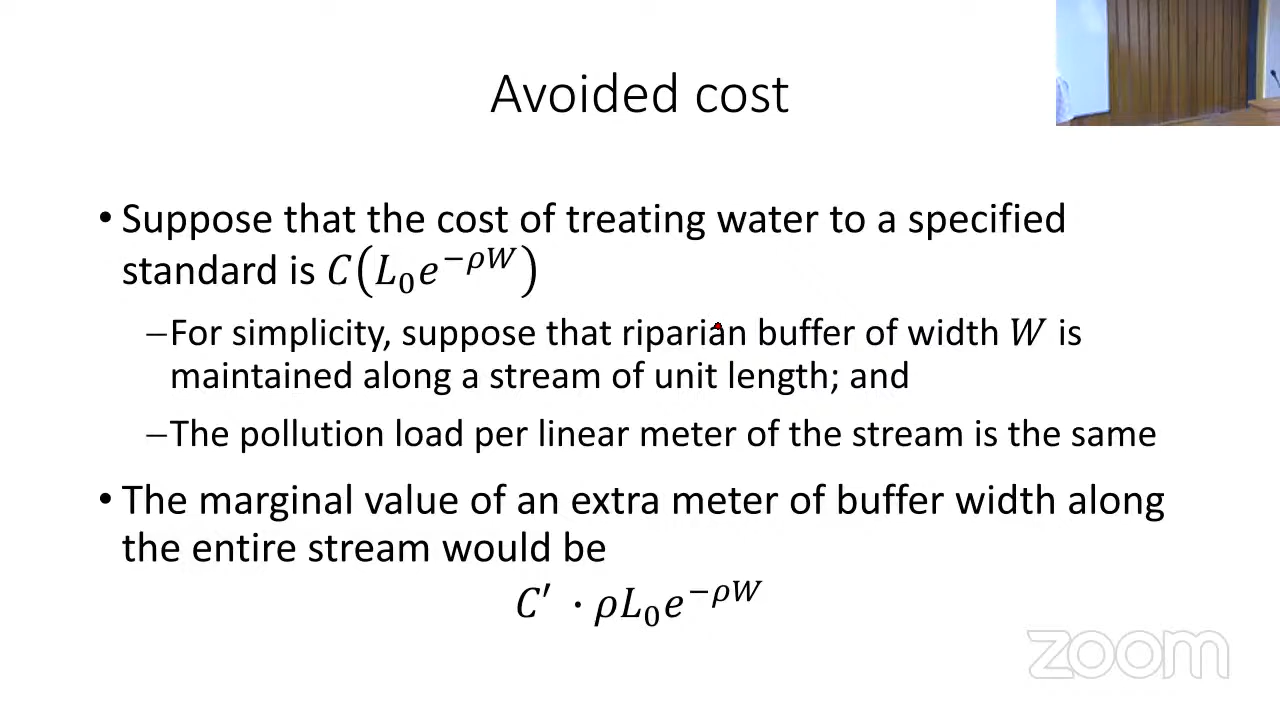 Avoided cost
• Suppose that the cost of treating water to a specified
standard is C(L₀e^{−ρW})
–For simplicity, suppose that riparian buffer of width W is
maintained along a stream of unit length; and
–The pollution load per linear meter of the stream is the same
• The marginal value of an extra meter of buffer width along
the entire stream would be
C′ · ρL₀e^{−ρW}
zoom